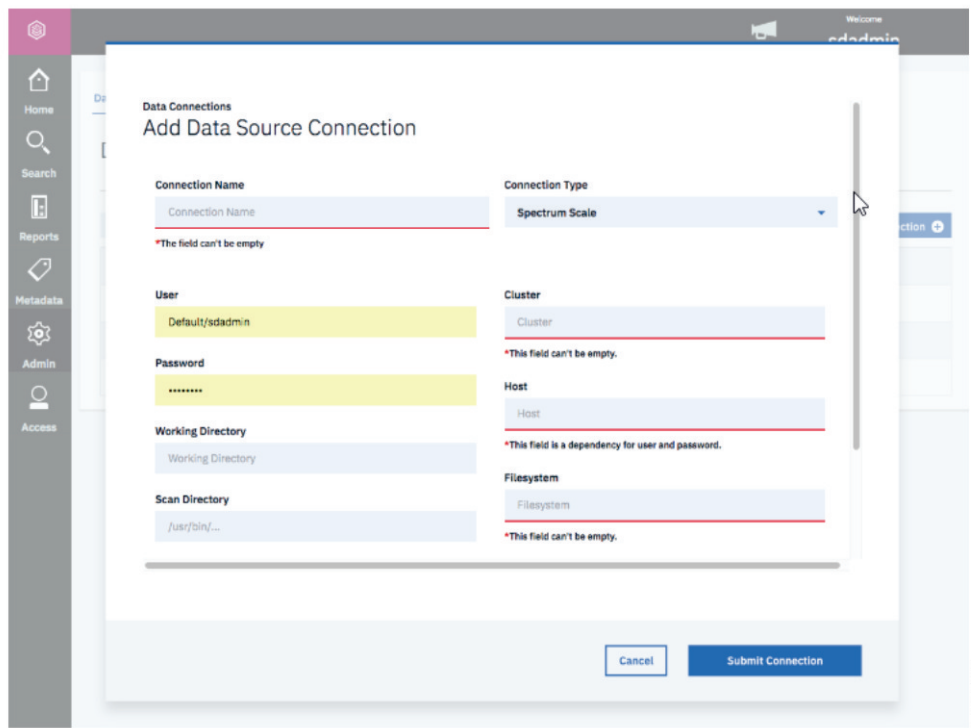 Welcome
sdadmin
Home
Search
Reports
Metadata
Admin
Access
Data Connections
Add Data Source Connection
Connection Name
Connection Name
*The field can't be empty
Connection Type
Spectrum Scale
User
Default/sdadmin
Password
••••••••
Working Directory
Working Directory
Scan Directory
/usr/bin/...
Cluster
Cluster
*This field can't be empty.
Host
Host
*This field is a dependency for user and password.
Filesystem
Filesystem
*This field can't be empty.
Cancel
Submit Connection